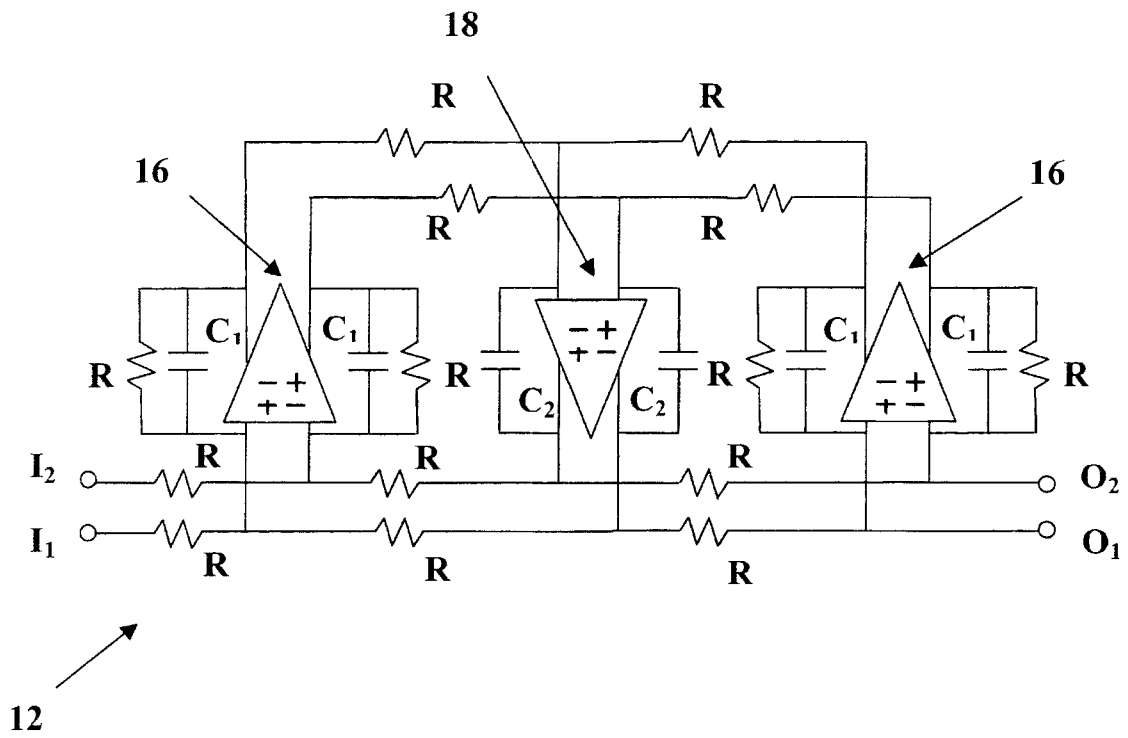 18
R R
16 16
R R
C₁ C₁ C₁ C₁
R R R R
− + − + − +
+ − + − + −
C₂ C₂
I₂ R R R O₂
I₁ O₁
R R R
12